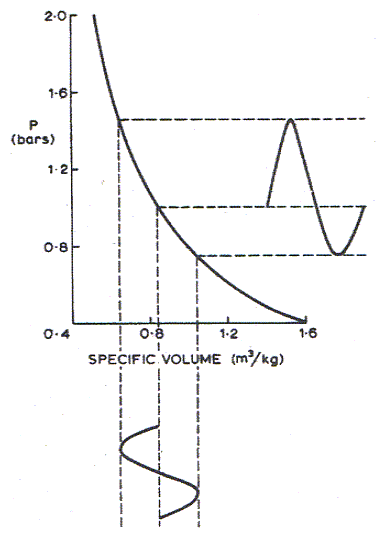 2·0
1·6
P
(bars)
1·2
0·8
0·4 0·8 1·2 1·6
SPECIFIC VOLUME (m³/kg)